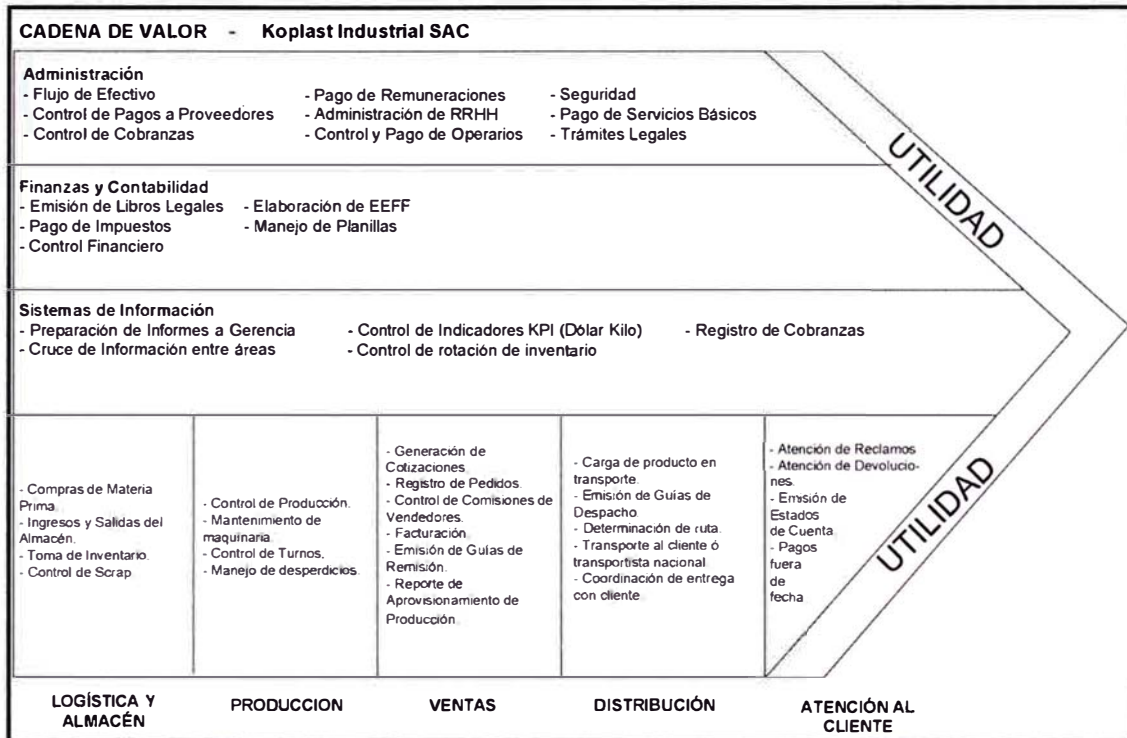 CADENA DE VALOR - Koplast Industrial SAC
Administración
- Flujo de Efectivo
- Control de Pagos a Proveedores
- Control de Cobranzas
- Pago de Remuneraciones
- Administración de RRHH
- Control y Pago de Operarios
- Seguridad
- Pago de Servicios Básicos
- Trámites Legales
UTILIDAD
Finanzas y Contabilidad
- Emisión de Libros Legales
- Pago de Impuestos
- Control Financiero
- Elaboración de EEFF
- Manejo de Planillas
Sistemas de Información
- Preparación de Informes a Gerencia
- Cruce de Información entre áreas
- Control de Indicadores KPI (Dólar Kilo)
- Control de rotación de inventario
- Registro de Cobranzas
- Compras de Materia
Prima.
- Ingresos y Salidas del
Almacén.
- Toma de Inventario.
- Control de Scrap
- Control de Producción.
- Mantenimiento de
maquinaria.
- Control de Turnos.
- Manejo de desperdicios.
- Generación de
Cotizaciones.
- Registro de Pedidos.
- Control de Comisiones de
Vendedores.
- Facturación.
- Emisión de Guías de
Remisión.
- Reporte de
Aprovisionamiento de
Producción.
- Carga de producto en
transporte.
- Emisión de Guías de
Despacho.
- Determinación de ruta.
- Transporte al cliente ó
transportista nacional
- Coordinación de entrega
con cliente
- Atención de Reclamos
- Atención de Devolucio-
nes.
- Emisión de
Estados
de Cuenta.
- Pagos
fuera
de
fecha
UTILIDAD
LOGÍSTICA Y
ALMACÉN
PRODUCCION
VENTAS
DISTRIBUCIÓN
ATENCIÓN AL
CLIENTE